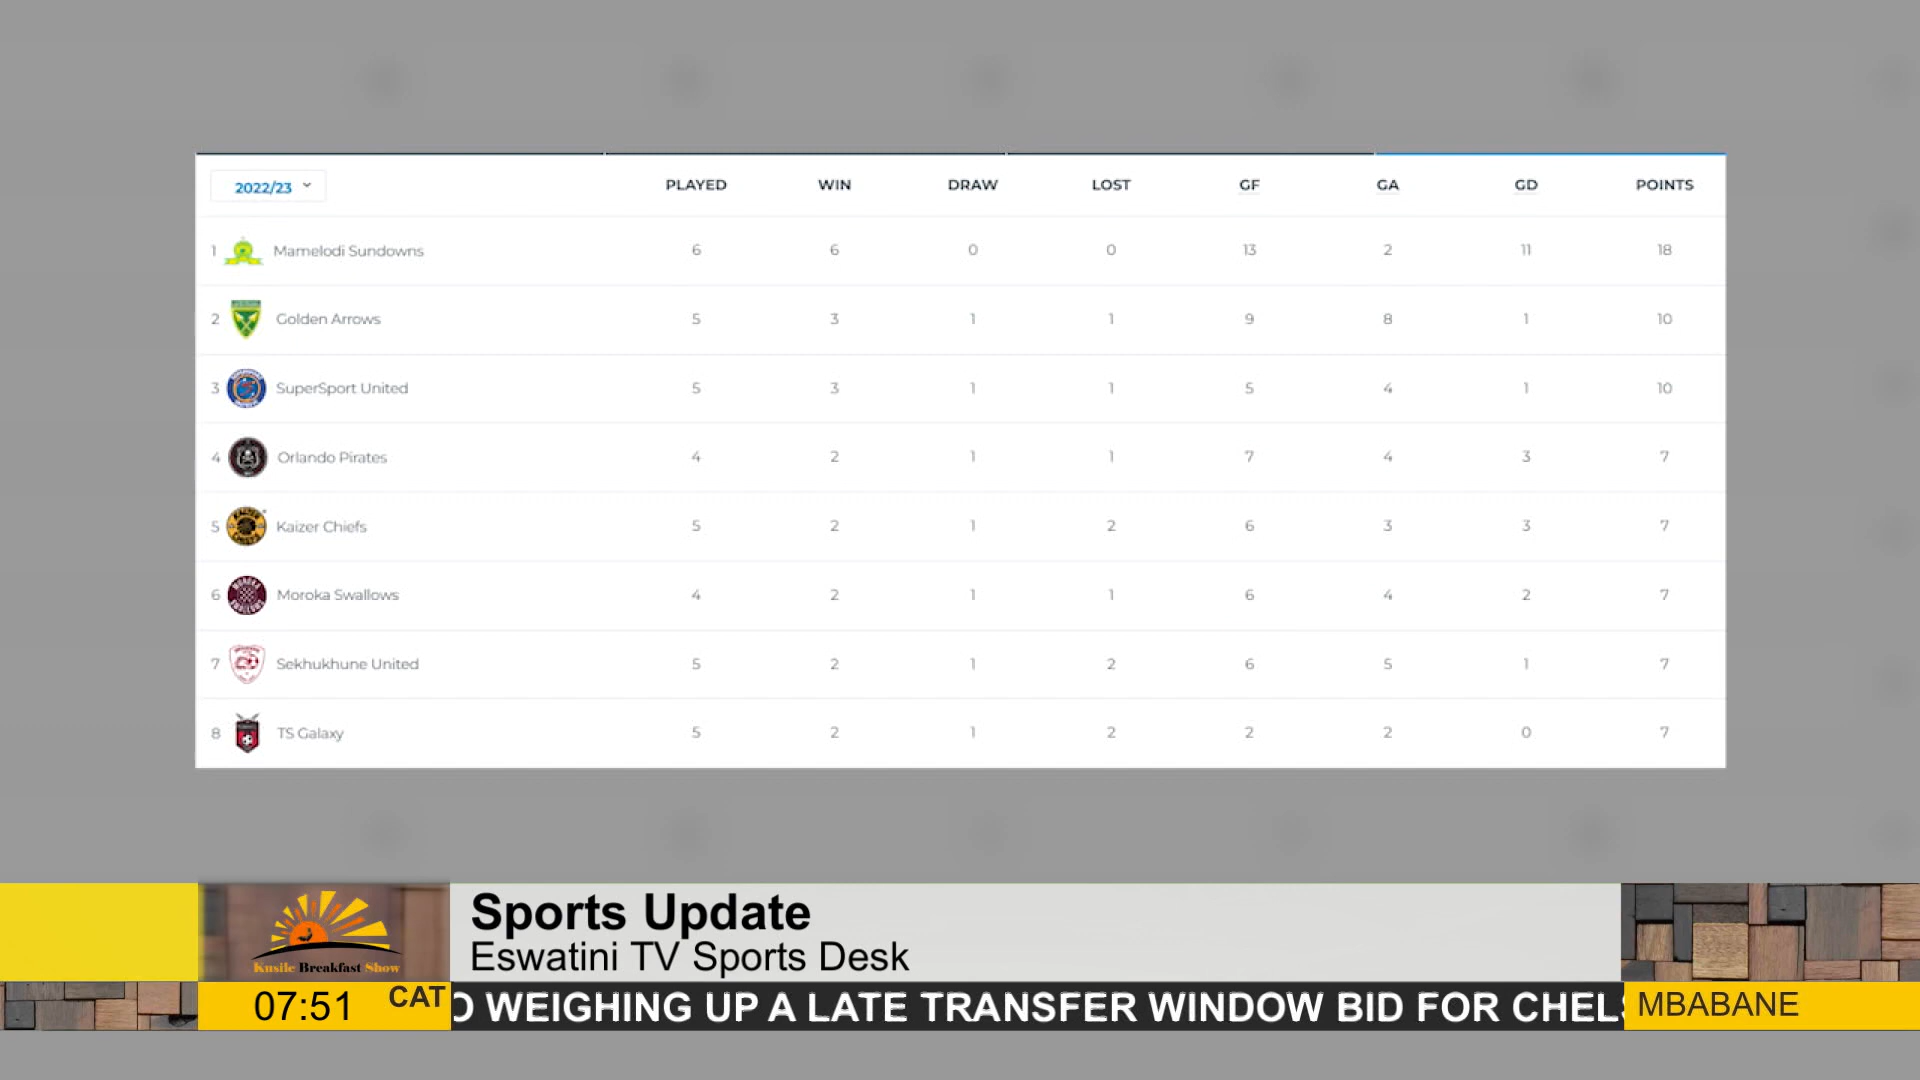 2022/23 PLAYED WIN DRAW LOST GF GA GD POINTS
1 Mamelodi Sundowns 6 6 0 0 13 2 11 18
2 Golden Arrows 5 3 1 1 9 8 1 10
3 SuperSport United 5 3 1 1 5 4 1 10
4 Orlando Pirates 4 2 1 1 7 4 3 7
5 Kaizer Chiefs 5 2 1 2 6 3 3 7
6 Moroka Swallows 4 2 1 1 6 4 2 7
7 Sekhukhune United 5 2 1 2 6 5 1 7
8 TS Galaxy 5 2 1 2 2 2 0 7
Sports Update
Eswatini TV Sports Desk
Kusile Breakfast Show
07:51 CAT O WEIGHING UP A LATE TRANSFER WINDOW BID FOR CHELS MBABANE